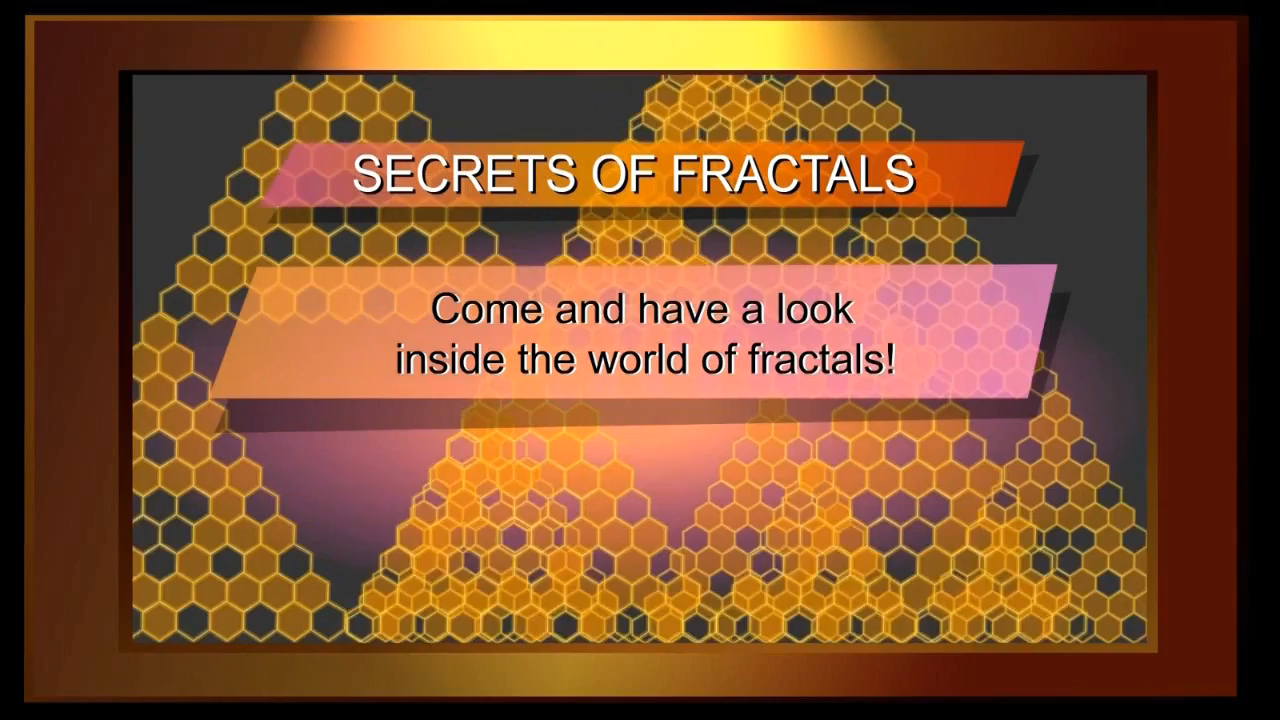 SECRETS OF FRACTALS
Come and have a look
inside the world of fractals!